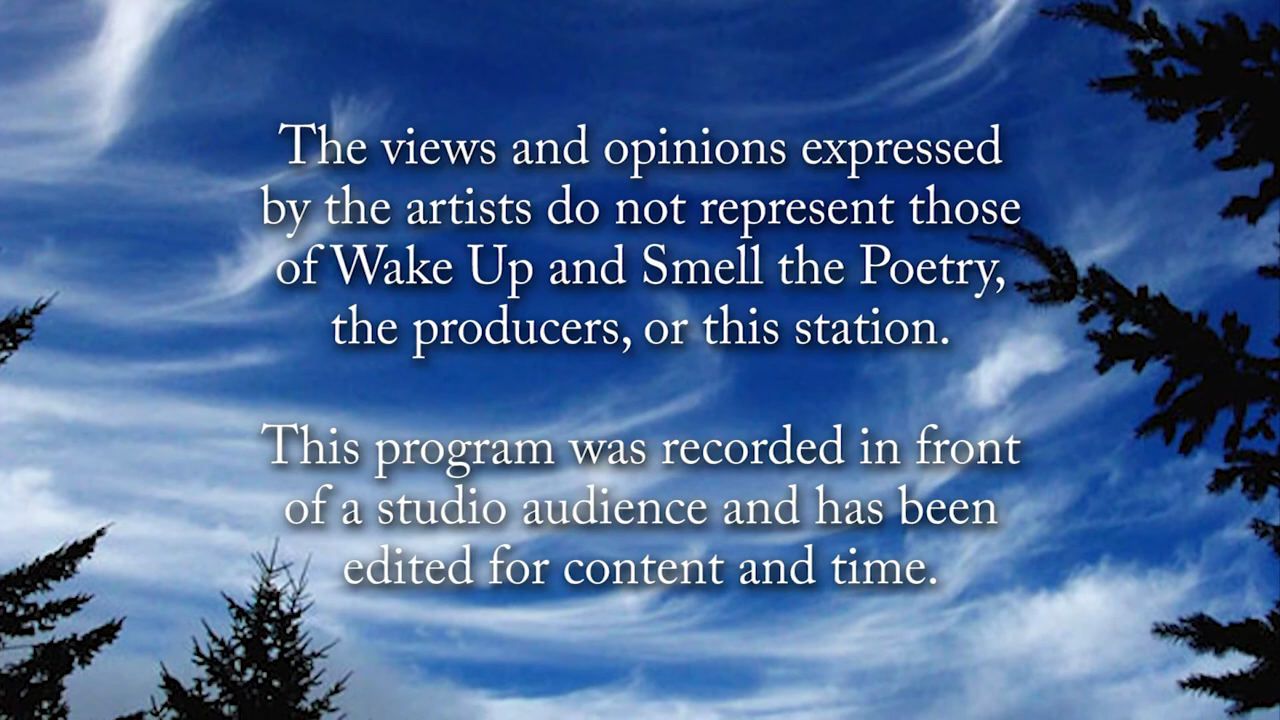 The views and opinions expressed
by the artists do not represent those
of Wake Up and Smell the Poetry,
the producers, or this station.
This program was recorded in front
of a studio audience and has been
edited for content and time.